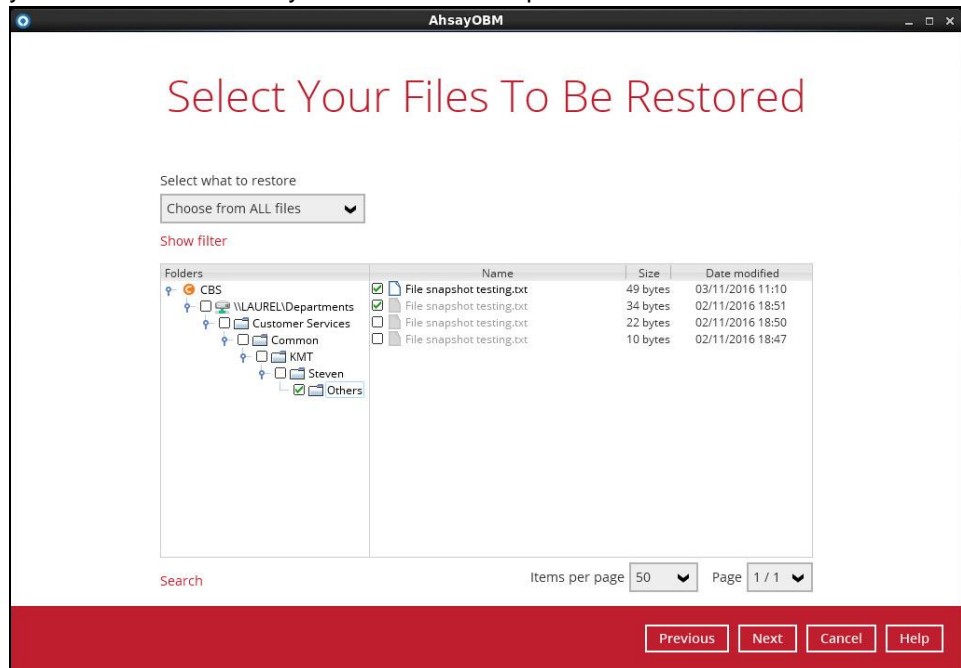 AhsayOBM
Select Your Files To Be Restored
Select what to restore
Choose from ALL files
Show filter
Folders Name Size Date modified
CBS File snapshot testing.txt 49 bytes 03/11/2016 11:10
\\LAUREL\Departments File snapshot testing.txt 34 bytes 02/11/2016 18:51
Customer Services File snapshot testing.txt 22 bytes 02/11/2016 18:50
Common File snapshot testing.txt 10 bytes 02/11/2016 18:47
KMT
Steven
Others
Search Items per page 50 Page 1 / 1
Previous Next Cancel Help